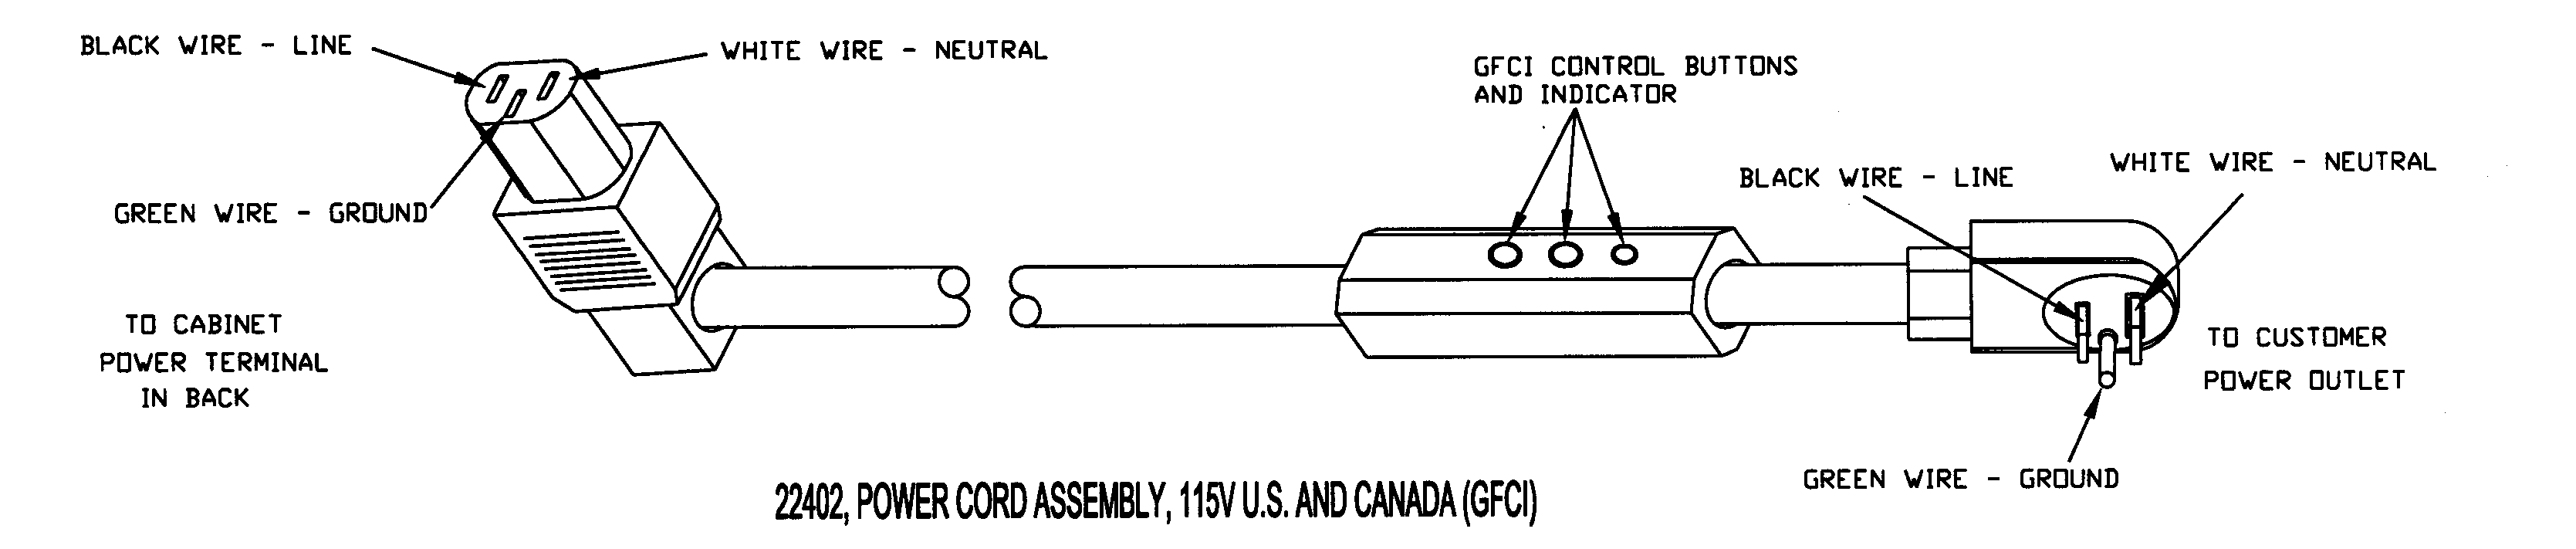 BLACK WIRE - LINE
WHITE WIRE - NEUTRAL
GREEN WIRE - GROUND
TO CABINET
POWER TERMINAL
IN BACK
GFCI CONTROL BUTTONS
AND INDICATOR
BLACK WIRE - LINE
WHITE WIRE - NEUTRAL
TO CUSTOMER
POWER OUTLET
GREEN WIRE - GROUND
22402, POWER CORD ASSEMBLY, 115V U.S. AND CANADA (GFCI)